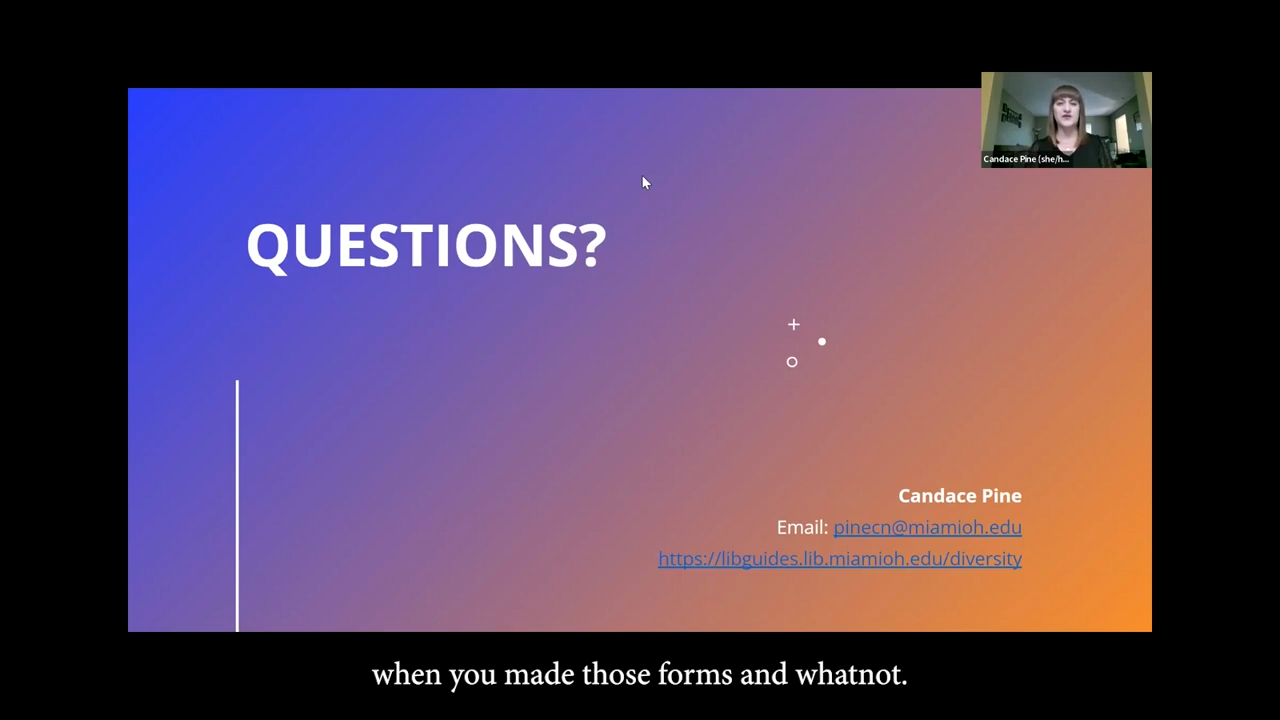 Candace Pine (she/h...
QUESTIONS?
Candace Pine
Email: pinecn@miamioh.edu
https://libguides.lib.miamioh.edu/diversity
when you made those forms and whatnot.